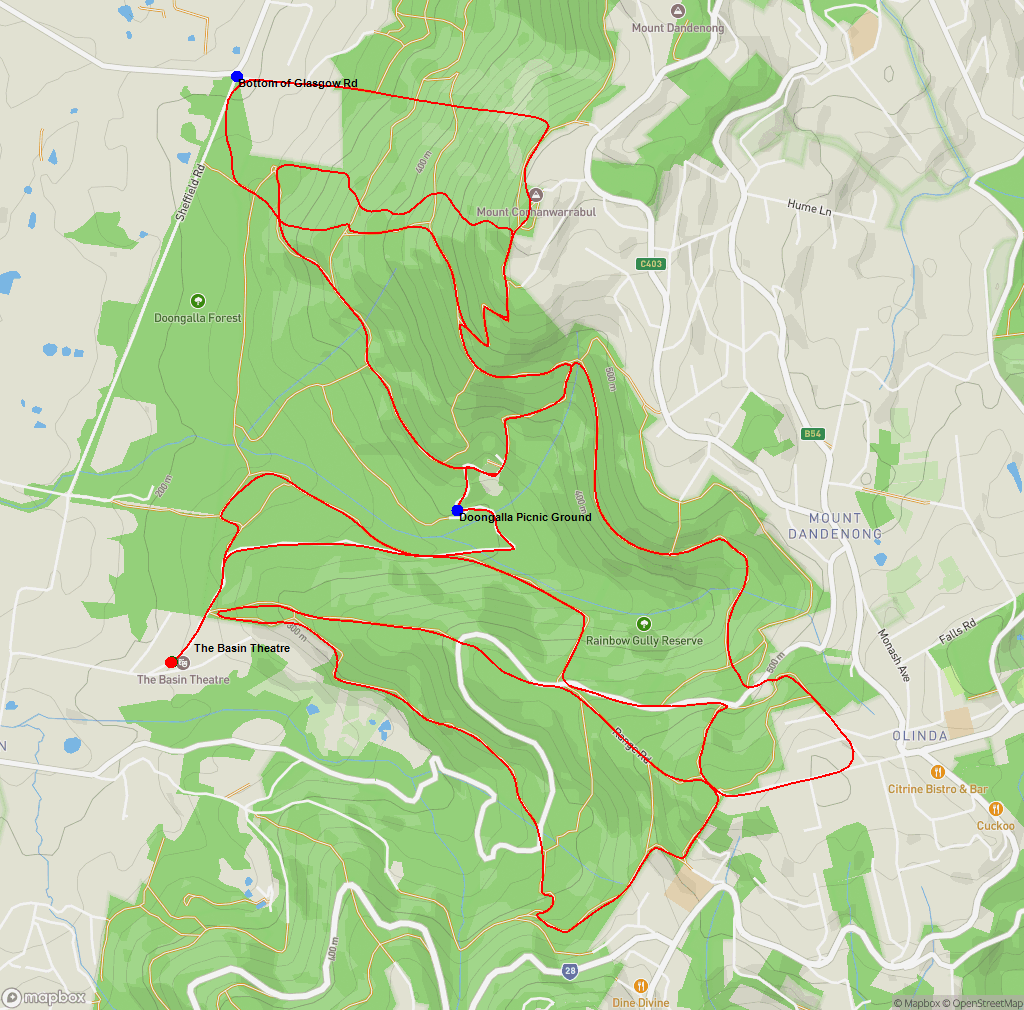 Mount Dandenong
Bottom of Glasgow Rd
400 m
Sheffield Rd
Mount Corhanwarrabul
Hume Ln
C403
Doongalla Forest
500 m
B54
200 m
400 m
Doongalla Picnic Ground
MOUNT
DANDENONG
300 m
Rainbow Gully Reserve
Falls Rd
Monash Ave
The Basin Theatre
The Basin Theatre
500 m
Range Rd
OLINDA
N
Citrine Bistro & Bar
Cuckoo
400 m
28
Dine Divine
mapbox
© Mapbox © OpenStreetMap